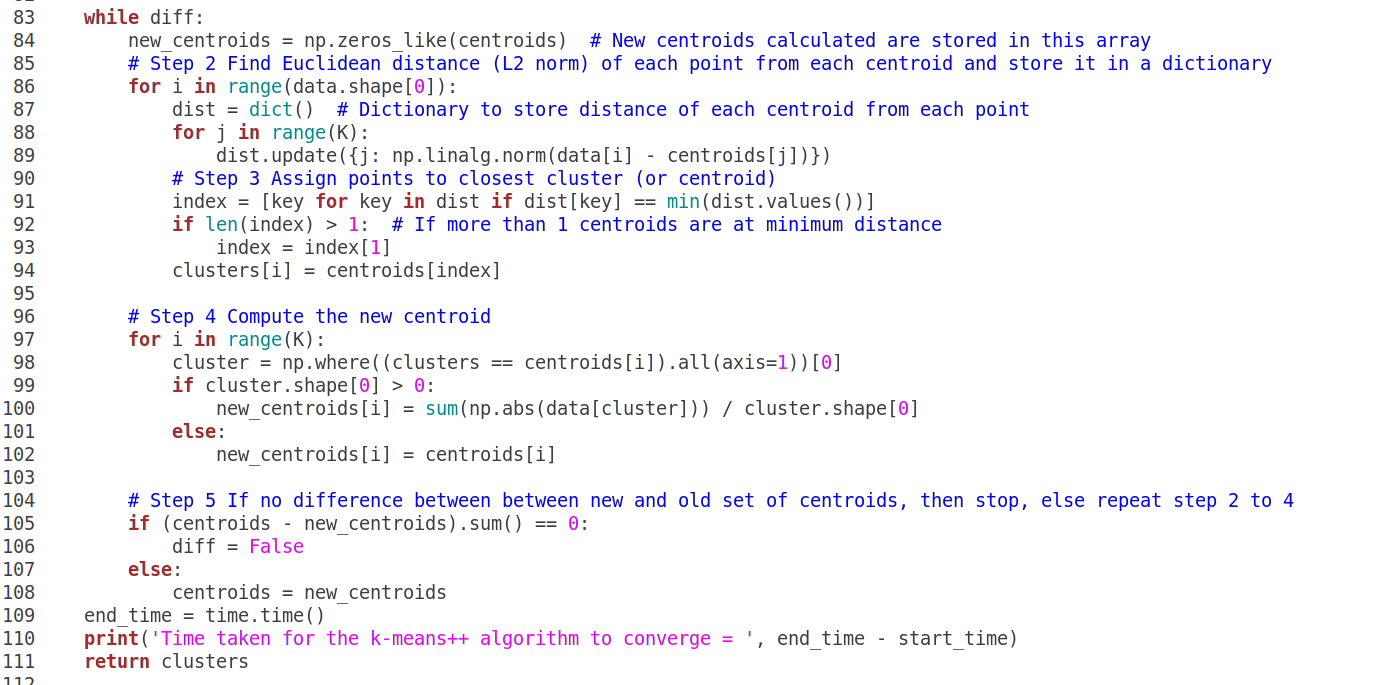 83 while diff:
84 new_centroids = np.zeros_like(centroids)  # New centroids calculated are stored in this array
85 # Step 2 Find Euclidean distance (L2 norm) of each point from each centroid and store it in a dictionary
86 for i in range(data.shape[0]):
87 dist = dict()  # Dictionary to store distance of each centroid from each point
88 for j in range(K):
89 dist.update({j: np.linalg.norm(data[i] - centroids[j])})
90 # Step 3 Assign points to closest cluster (or centroid)
91 index = [key for key in dist if dist[key] == min(dist.values())]
92 if len(index) > 1:  # If more than 1 centroids are at minimum distance
93 index = index[1]
94 clusters[i] = centroids[index]
95
96 # Step 4 Compute the new centroid
97 for i in range(K):
98 cluster = np.where((clusters == centroids[i]).all(axis=1))[0]
99 if cluster.shape[0] > 0:
100 new_centroids[i] = sum(np.abs(data[cluster])) / cluster.shape[0]
101 else:
102 new_centroids[i] = centroids[i]
103
104 # Step 5 If no difference between between new and old set of centroids, then stop, else repeat step 2 to 4
105 if (centroids - new_centroids).sum() == 0:
106 diff = False
107 else:
108 centroids = new_centroids
109 end_time = time.time()
110 print('Time taken for the k-means++ algorithm to converge = ', end_time - start_time)
111 return clusters
112